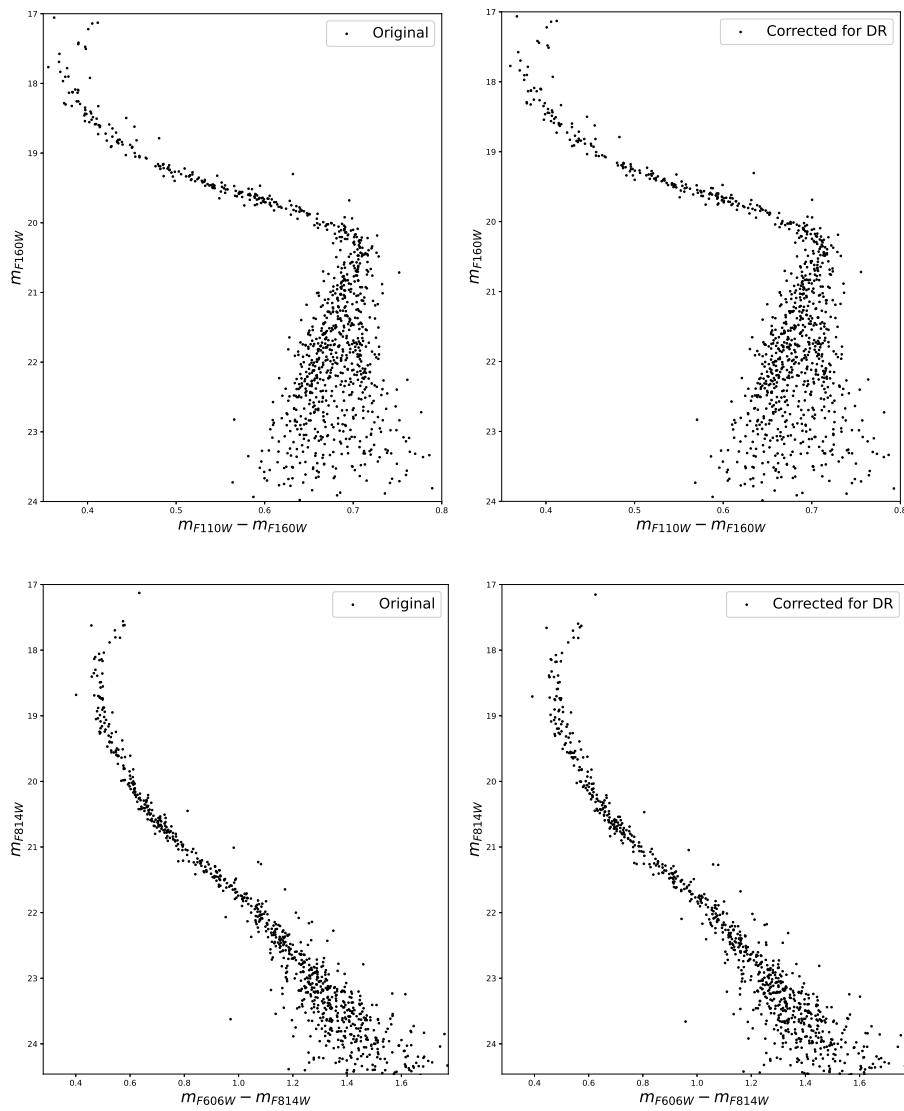 Original
17
18
19
20
21
22
23
24
m_F160W
0.4 0.5 0.6 0.7 0.8
m_F110W − m_F160W
Corrected for DR
17
18
19
20
21
22
23
24
m_F160W
0.4 0.5 0.6 0.7 0.8
m_F110W − m_F160W
Original
17
18
19
20
21
22
23
24
m_F814W
0.4 0.6 0.8 1.0 1.2 1.4 1.6
m_F606W − m_F814W
Corrected for DR
17
18
19
20
21
22
23
24
m_F814W
0.4 0.6 0.8 1.0 1.2 1.4 1.6
m_F606W − m_F814W